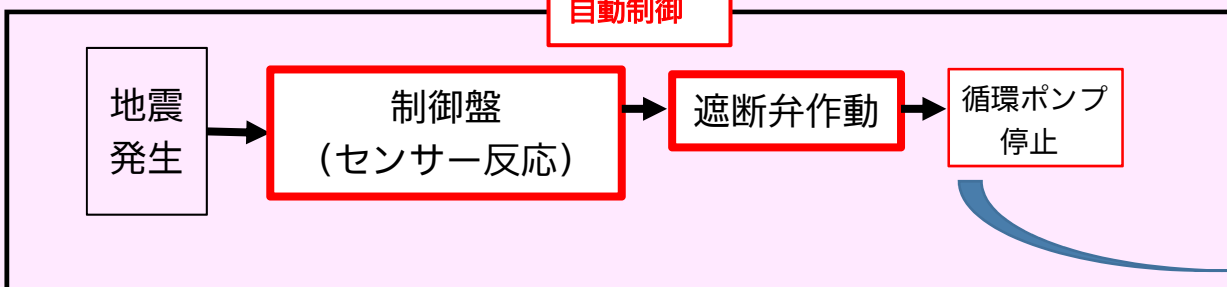 自動制御
地震
発生
制御盤
（センサー反応）
遮断弁作動
循環ポンプ
停止